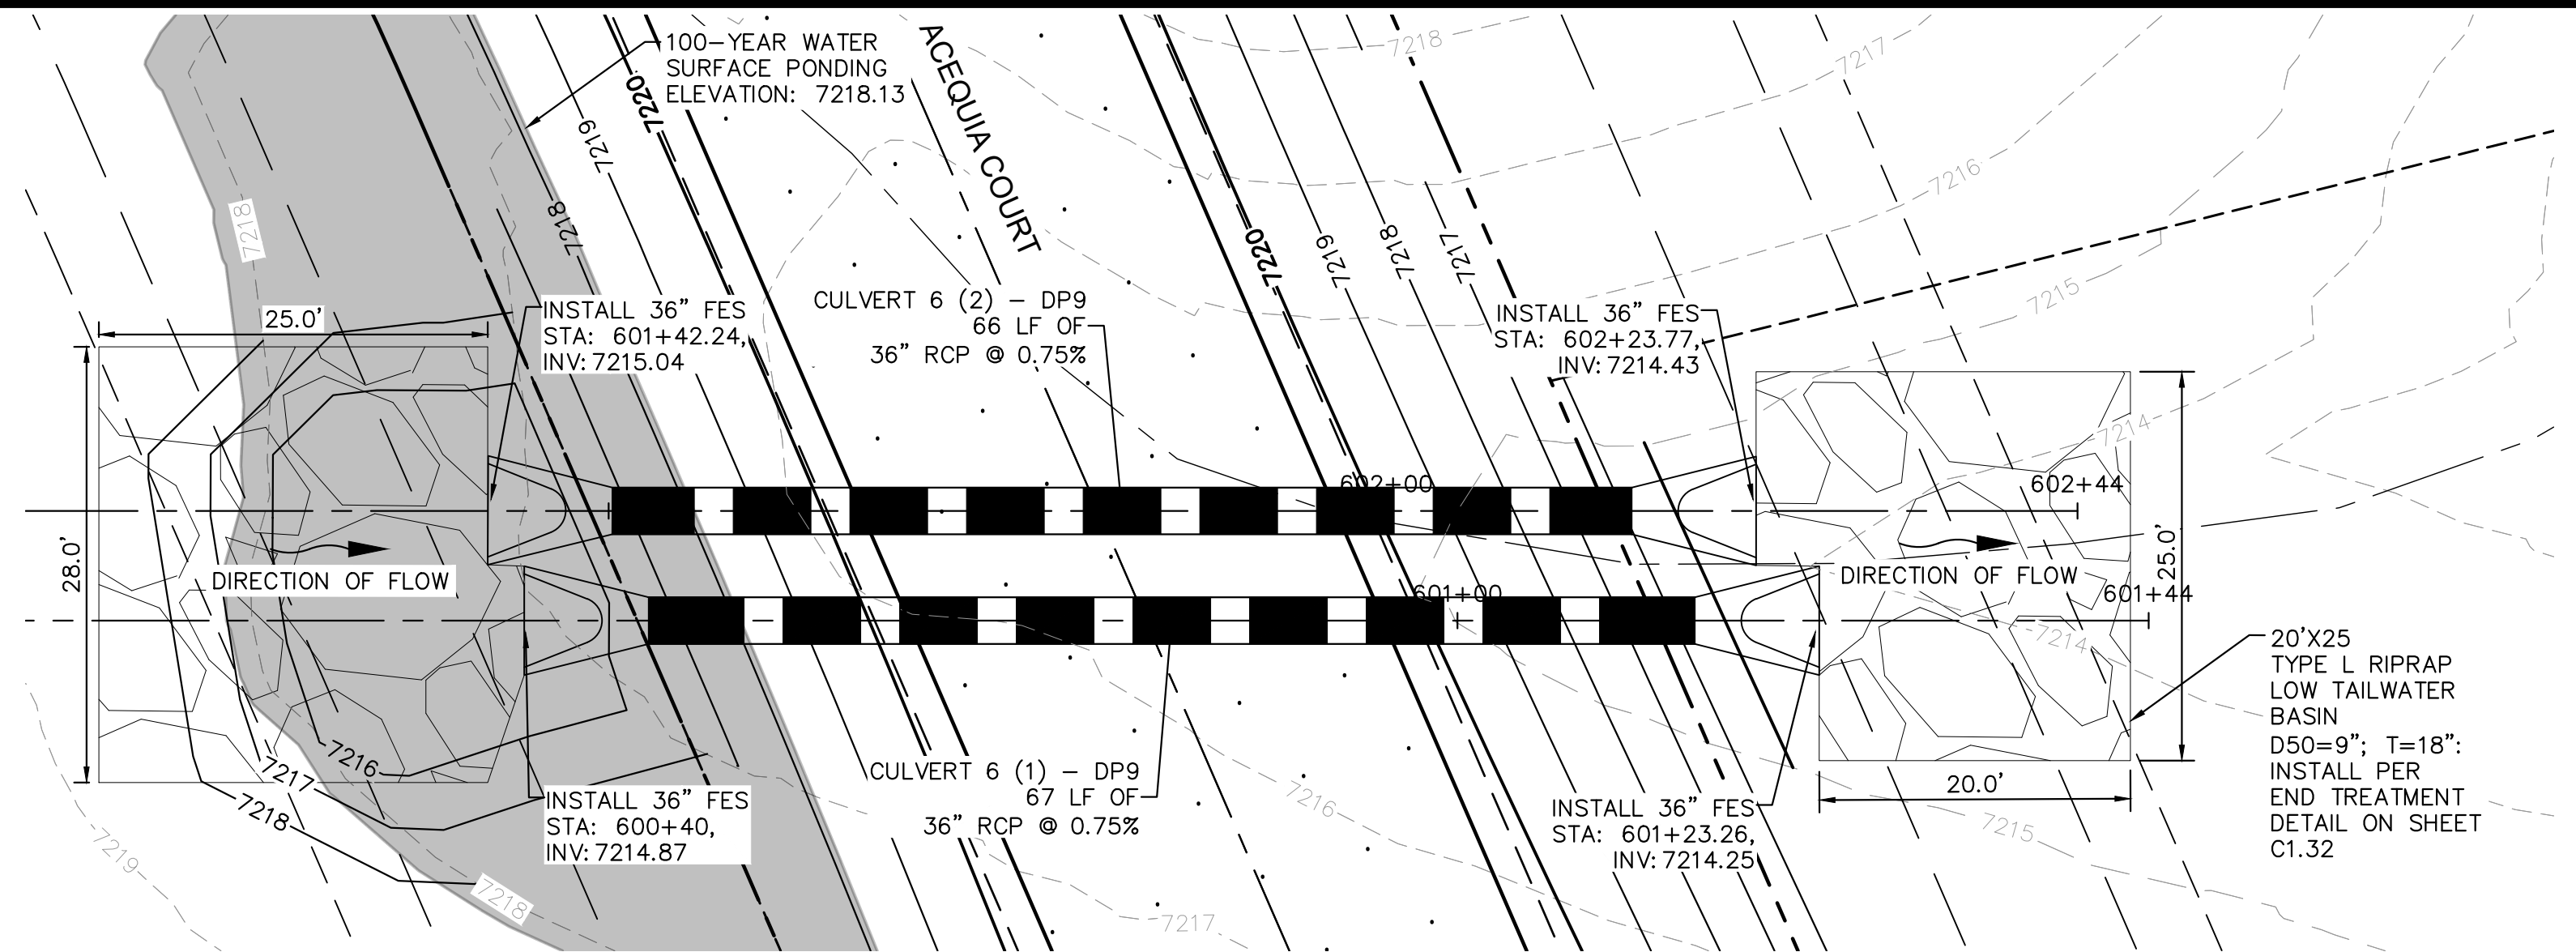 100-YEAR WATER
SURFACE PONDING
ELEVATION: 7218.13
ACEQUIA COURT
7218
7217
7220
7219
7216
7218
7218
7220
7219
7218
7217
7215
25.0'
INSTALL 36" FES
STA: 601+42.24,
INV: 7215.04
CULVERT 6 (2) – DP9
66 LF OF
36" RCP @ 0.75%
INSTALL 36" FES
STA: 602+23.77,
INV: 7214.43
7214
602+00
602+44
28.0'
DIRECTION OF FLOW
DIRECTION OF FLOW
25.0'
601+00
601+44
7214
20'X25
TYPE L RIPRAP
LOW TAILWATER
BASIN
D50=9"; T=18":
INSTALL PER
END TREATMENT
DETAIL ON SHEET
C1.32
7216
7217
7218
7219
7218
INSTALL 36" FES
STA: 600+40,
INV: 7214.87
CULVERT 6 (1) – DP9
67 LF OF
36" RCP @ 0.75%
7216
7217
INSTALL 36" FES
STA: 601+23.26,
INV: 7214.25
20.0'
7215